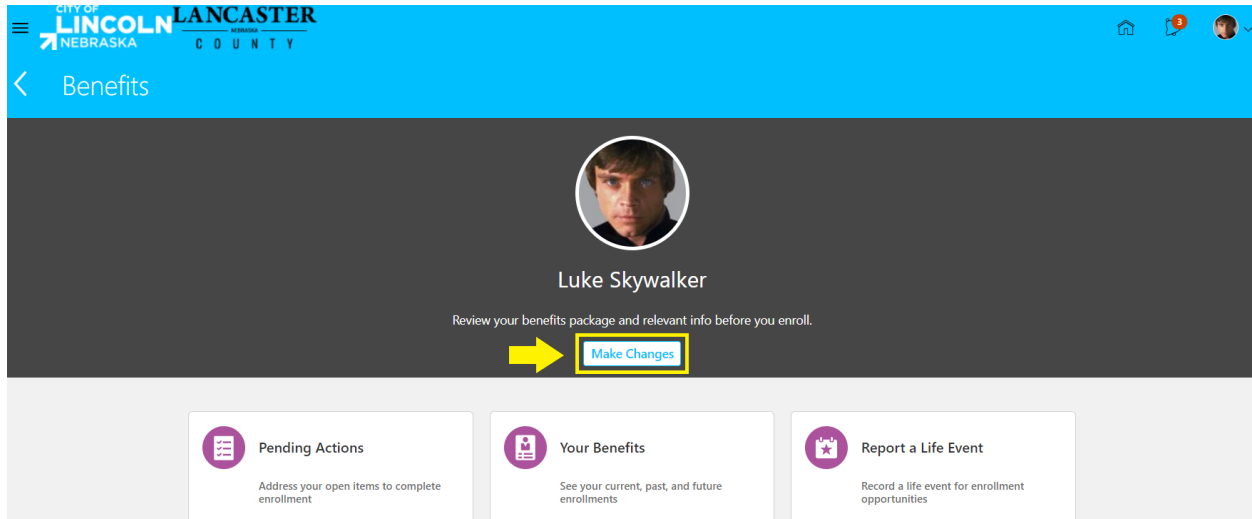 CITY OF
LINCOLN
NEBRASKA
LANCASTER
NEBRASKA
COUNTY
3
Benefits
Luke Skywalker
Review your benefits package and relevant info before you enroll.
Make Changes
Pending Actions
Address your open items to complete
enrollment
Your Benefits
See your current, past, and future
enrollments
Report a Life Event
Record a life event for enrollment
opportunities